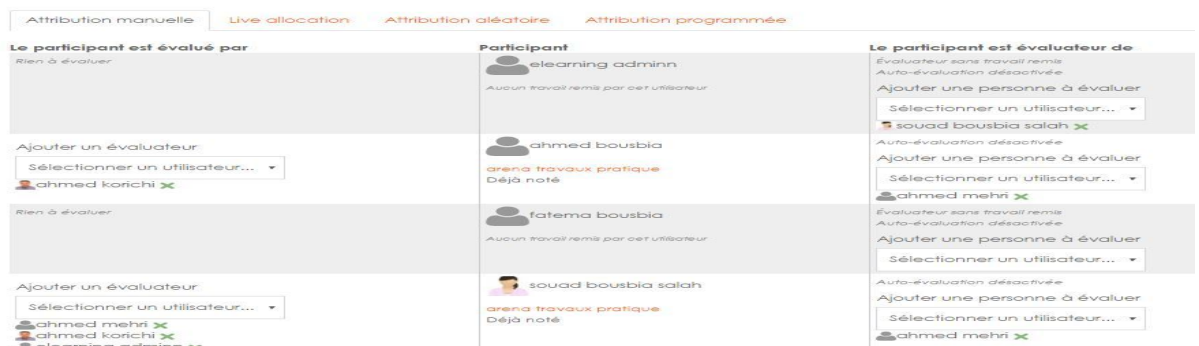 Attribution manuelle Live allocation Attribution aléatoire Attribution programmée
Le participant est évalué par Participant Le participant est évaluateur de
Rien à évaluer
elearning adminn
Aucun travail remis par cet utilisateur
Évaluateur sans travail remis
Auto-évaluation désactivée
Ajouter une personne à évaluer
Sélectionner un utilisateur...
souad bousbia salah
Ajouter un évaluateur
Sélectionner un utilisateur...
ahmed korichi
ahmed bousbia
arena travaux pratique
Déjà noté
Auto-évaluation désactivée
Ajouter une personne à évaluer
Sélectionner un utilisateur...
ahmed mehri
Rien à évaluer
fatema bousbia
Aucun travail remis par cet utilisateur
Évaluateur sans travail remis
Auto-évaluation désactivée
Ajouter une personne à évaluer
Sélectionner un utilisateur...
Ajouter un évaluateur
Sélectionner un utilisateur...
ahmed mehri
ahmed korichi
souad bousbia salah
arena travaux pratique
Déjà noté
Auto-évaluation désactivée
Ajouter une personne à évaluer
Sélectionner un utilisateur...
ahmed mehri